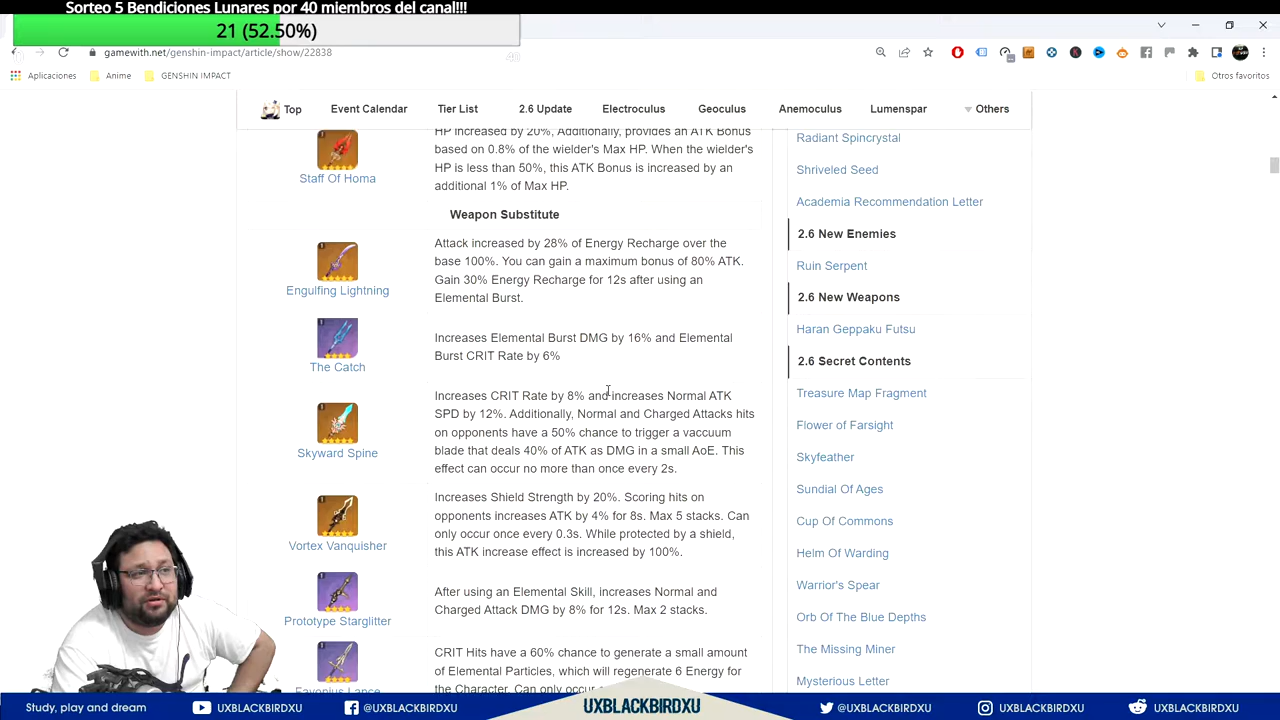 Sorteo 5 Bendiciones Lunares por 40 miembros del canal!!!
21 (52.50%)
gamewith.net/genshin-impact/article/show/22838
Aplicaciones
Anime
GENSHIN IMPACT
Otros favoritos
Top
Event Calendar
Tier List
2.6 Update
Electroculus
Geoculus
Anemoculus
Lumenspar
Others
Staff Of Homa
HP increased by 20%, Additionally, provides an ATK Bonus
based on 0.8% of the wielder's Max HP. When the wielder's
HP is less than 50%, this ATK Bonus is increased by an
additional 1% of Max HP.
Weapon Substitute
Engulfing Lightning
Attack increased by 28% of Energy Recharge over the
base 100%. You can gain a maximum bonus of 80% ATK.
Gain 30% Energy Recharge for 12s after using an
Elemental Burst.
The Catch
Increases Elemental Burst DMG by 16% and Elemental
Burst CRIT Rate by 6%
Skyward Spine
Increases CRIT Rate by 8% and increases Normal ATK
SPD by 12%. Additionally, Normal and Charged Attacks hits
on opponents have a 50% chance to trigger a vaccuum
blade that deals 40% of ATK as DMG in a small AoE. This
effect can occur no more than once every 2s.
Vortex Vanquisher
Increases Shield Strength by 20%. Scoring hits on
opponents increases ATK by 4% for 8s. Max 5 stacks. Can
only occur once every 0.3s. While protected by a shield,
this ATK increase effect is increased by 100%.
Prototype Starglitter
After using an Elemental Skill, increases Normal and
Charged Attack DMG by 8% for 12s. Max 2 stacks.
Favonius Lance
CRIT Hits have a 60% chance to generate a small amount
of Elemental Particles, which will regenerate 6 Energy for
the Character. Can only occur
Radiant Spincrystal
Shriveled Seed
Academia Recommendation Letter
2.6 New Enemies
Ruin Serpent
2.6 New Weapons
Haran Geppaku Futsu
2.6 Secret Contents
Treasure Map Fragment
Flower of Farsight
Skyfeather
Sundial Of Ages
Cup Of Commons
Helm Of Warding
Warrior's Spear
Orb Of The Blue Depths
The Missing Miner
Mysterious Letter
Study, play and dream
UXBLACKBIRDXU
@UXBLACKBIRDXU
UXBLACKBIRDXU
@UXBLACKBIRDXU
UXBLACKBIRDXU
UXBLACKBIRDXU